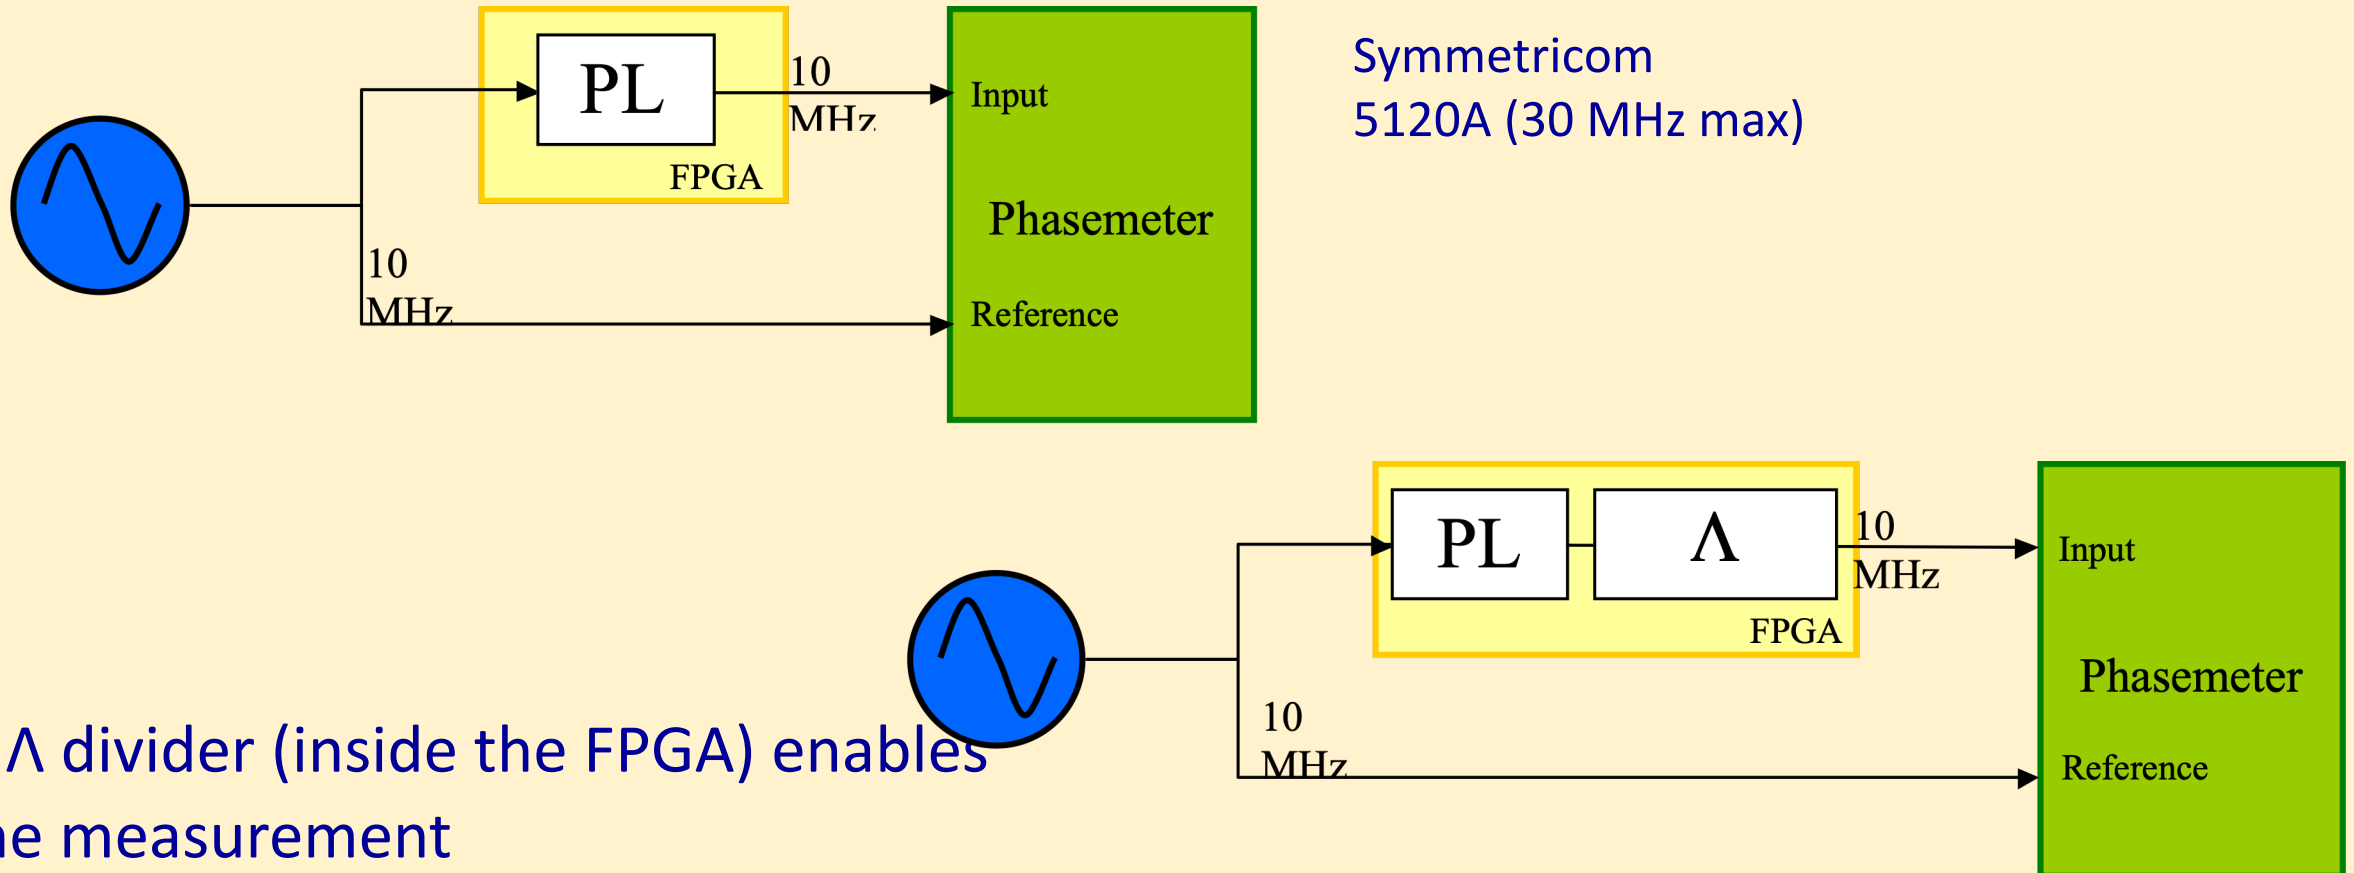 PL
FPGA
10
MHz
Input
Phasemeter
Reference
10
MHz
Symmetricom
5120A (30 MHz max)
PL
Λ
FPGA
10
MHz
Input
Phasemeter
Reference
10
MHz
Λ divider (inside the FPGA) enables
measurement